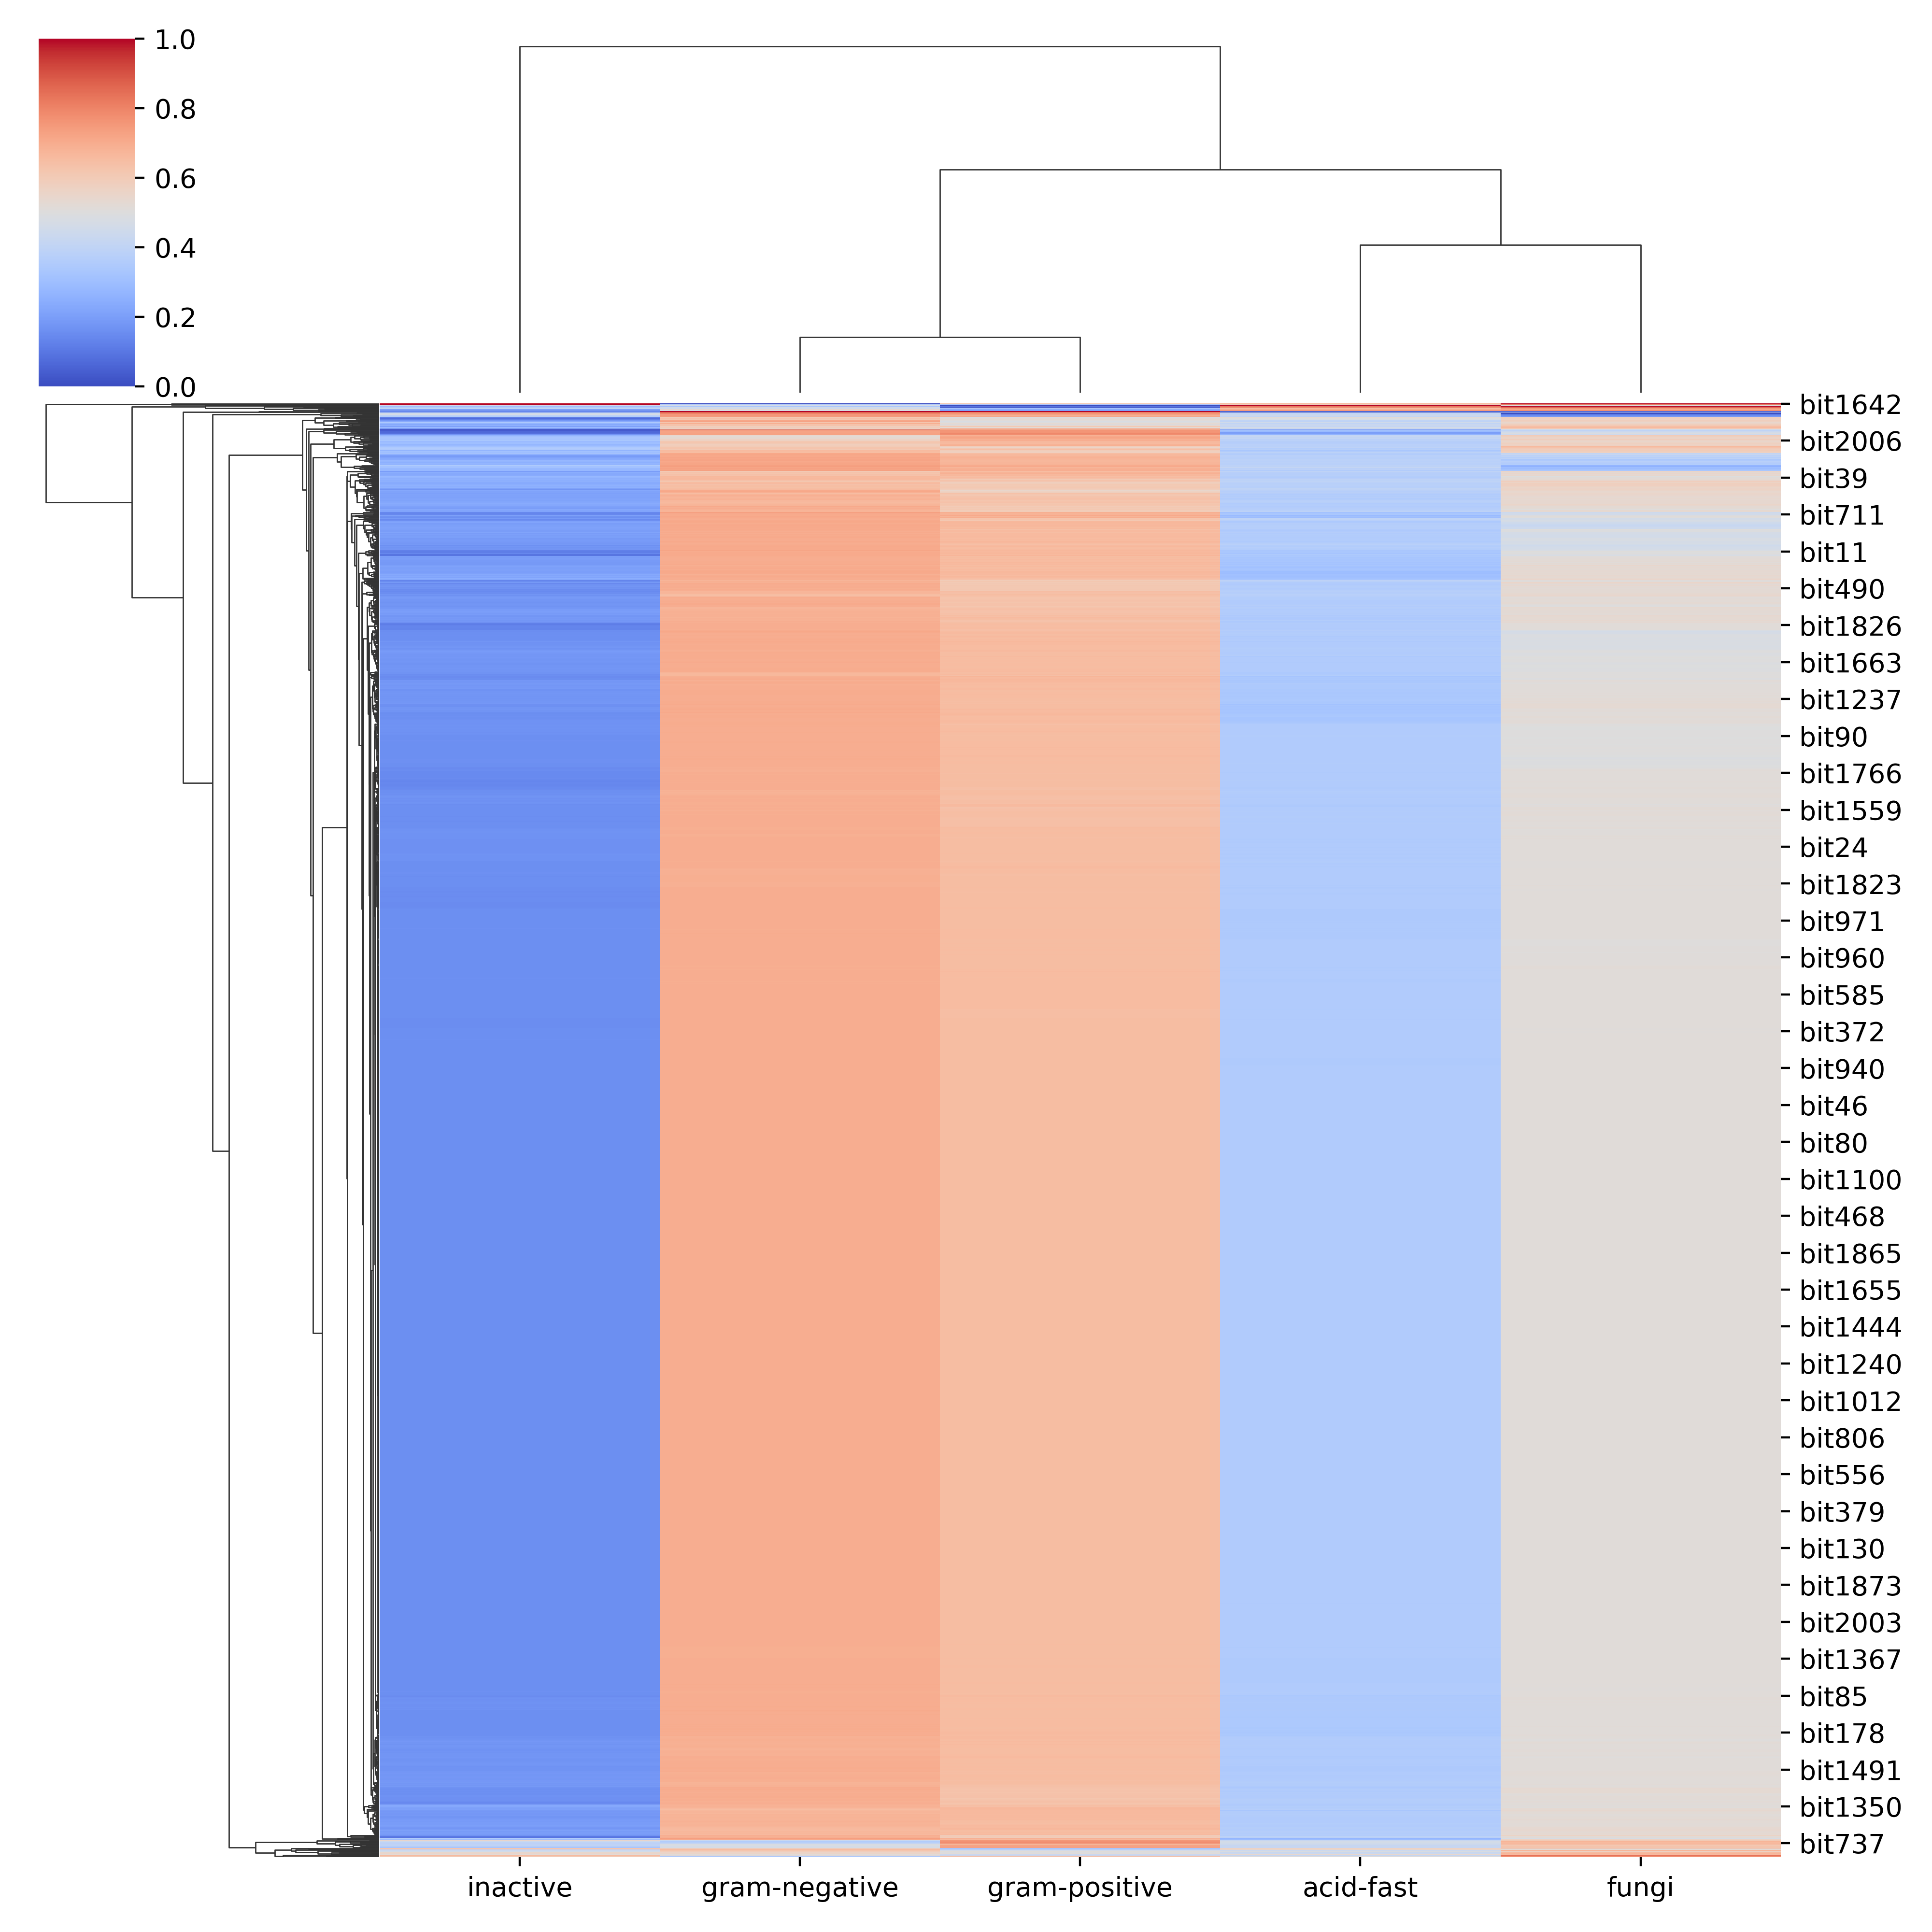 1.0
0.8
0.6
0.4
0.2
0.0
bit1642
bit2006
bit39
bit711
bit11
bit490
bit1826
bit1663
bit1237
bit90
bit1766
bit1559
bit24
bit1823
bit971
bit960
bit585
bit372
bit940
bit46
bit80
bit1100
bit468
bit1865
bit1655
bit1444
bit1240
bit1012
bit806
bit556
bit379
bit130
bit1873
bit2003
bit1367
bit85
bit178
bit1491
bit1350
bit737
inactive gram-negative gram-positive acid-fast fungi